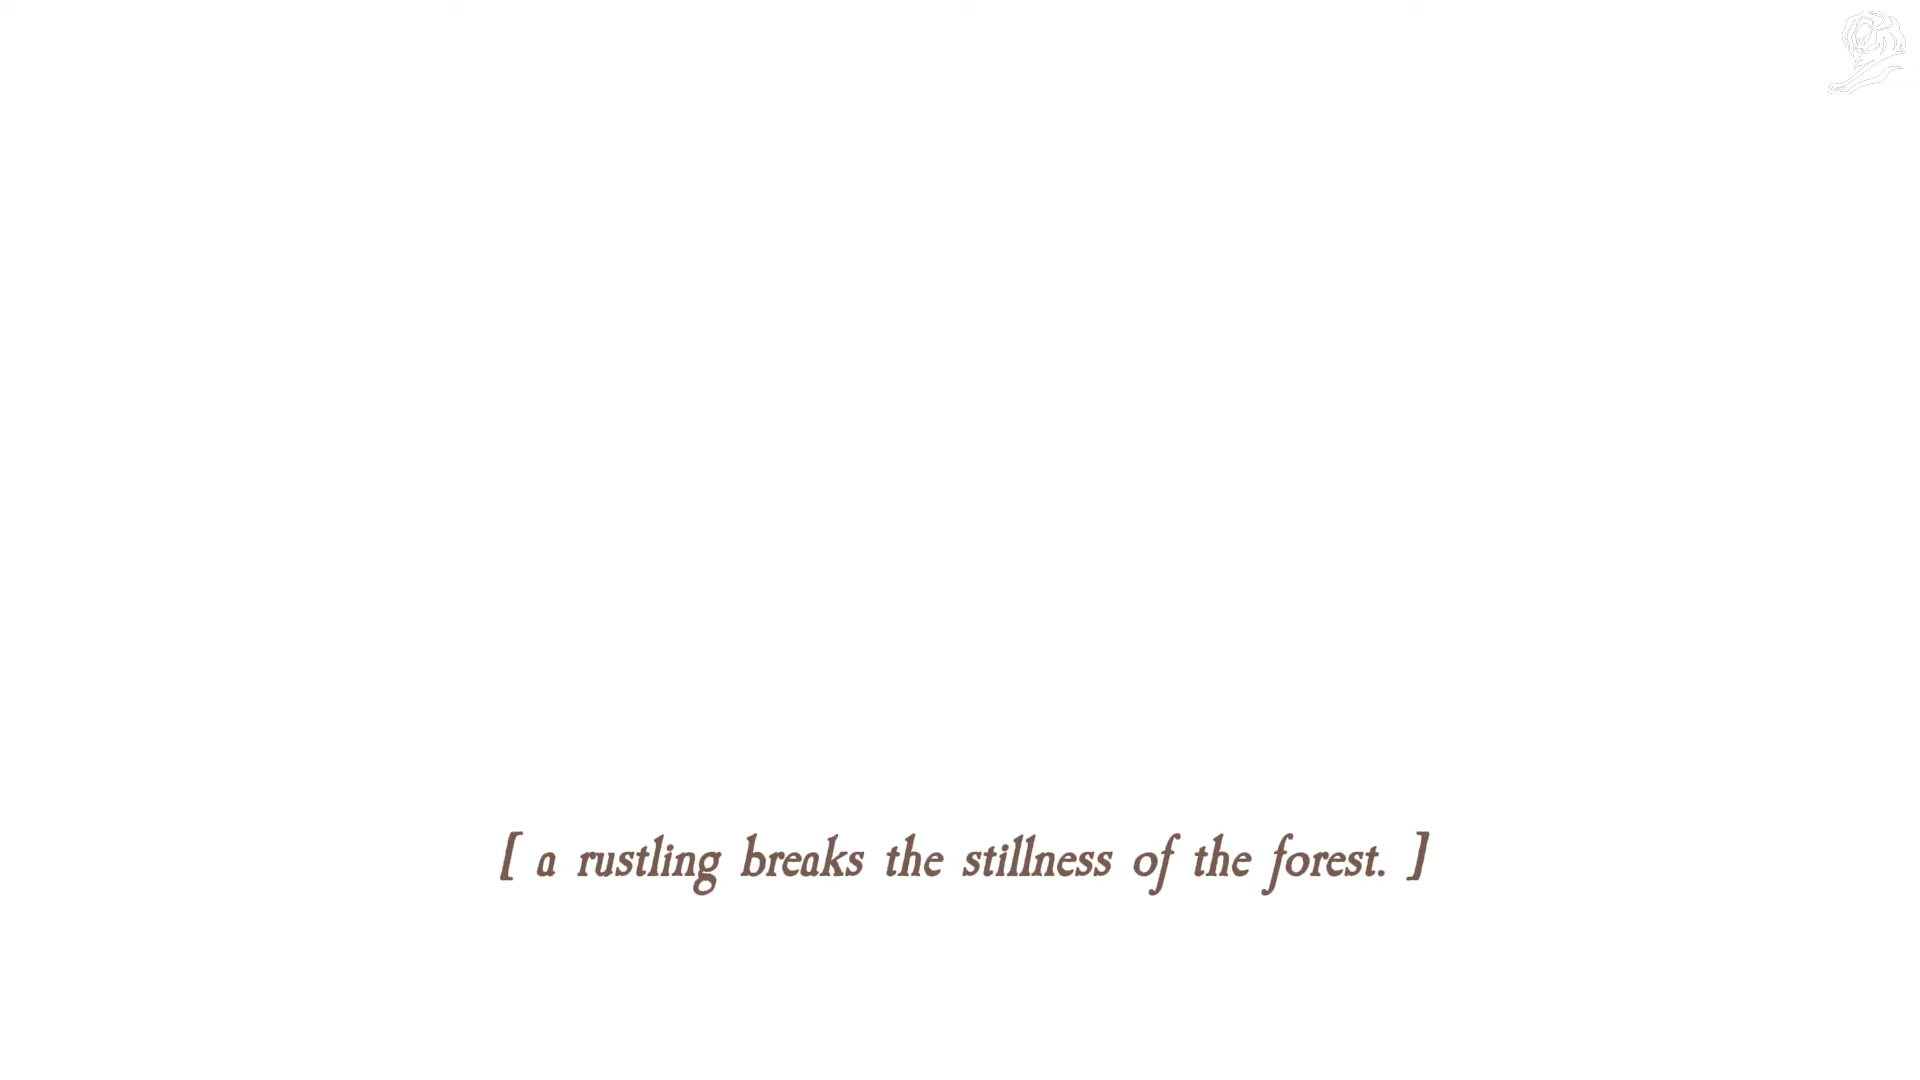 [ a rustling breaks the stillness of the forest. ]